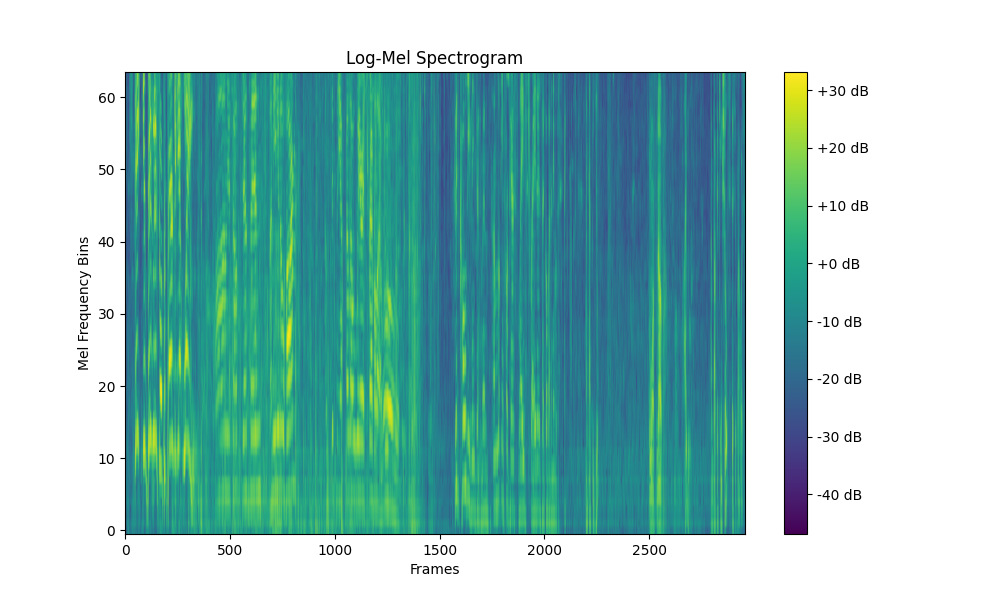 Log-Mel Spectrogram
Mel Frequency Bins
60
50
40
30
20
10
0
0
500
1000
1500
2000
2500
Frames
+30 dB
+20 dB
+10 dB
+0 dB
-10 dB
-20 dB
-30 dB
-40 dB